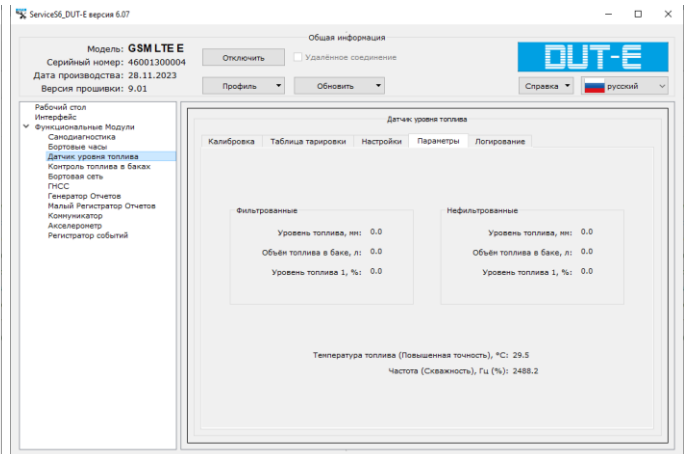 ServiceS6_DUT-E версия 6.07
Общая информация
Модель: GSM LTE E
Серийный номер: 46001300004
Дата производства: 28.11.2023
Версия прошивки: 9.01
Отключить
Удалённое соединение
Профиль
Обновить
DUT-E
Справка
русский
Рабочий стол
Интерфейс
Функциональные Модули
Самодиагностика
Бортовые часы
Датчик уровня топлива
Контроль топлива в баках
Бортовая сеть
ГНСС
Генератор Отчетов
Малый Регистратор Отчетов
Коммуникатор
Акселерометр
Регистратор событий
Датчик уровня топлива
Калибровка Таблица тарировки Настройки Параметры Логирование
Фильтрованные
Уровень топлива, мм: 0.0
Объём топлива в баке, л: 0.0
Уровень топлива 1, %: 0.0
Нефильтрованные
Уровень топлива, мм: 0.0
Объём топлива в баке, л: 0.0
Уровень топлива 1, %: 0.0
Температура топлива (Повышенная точность), °C: 29.5
Частота (Скважность), Гц (%): 2488.2